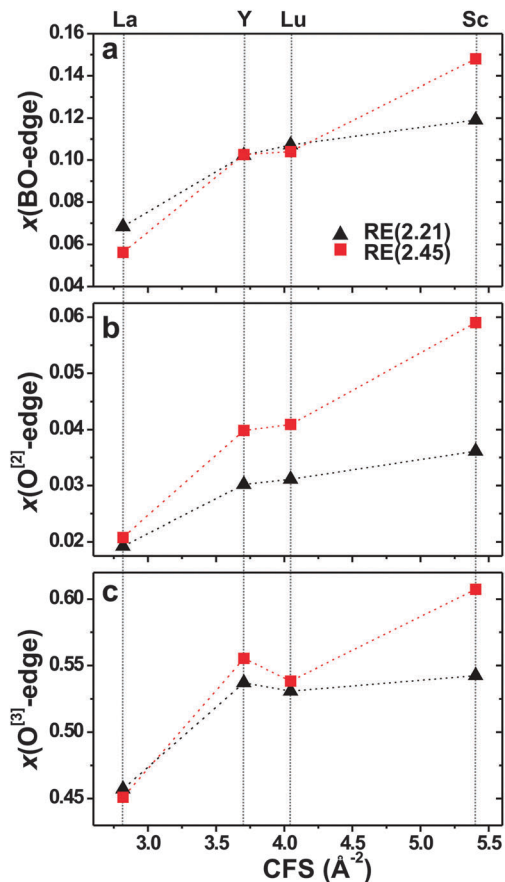 La Y Lu Sc
a
0.16
0.14
0.12
0.10
0.08
0.06
0.04
x(BO-edge)
RE(2.21)
RE(2.45)
b
0.06
0.05
0.04
0.03
0.02
x(O[2]-edge)
c
0.60
0.55
0.50
0.45
x(O[3]-edge)
3.0 3.5 4.0 4.5 5.0 5.5
CFS (Å-2)